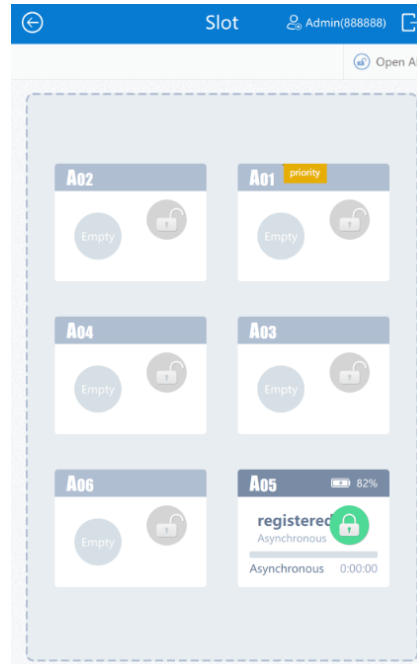 Slot
Admin(888888)
Open
A02
Empty
A01
priority
Empty
A04
Empty
A03
Empty
A06
Empty
A05
82%
registered
Asynchronous
Asynchronous 0:00:00